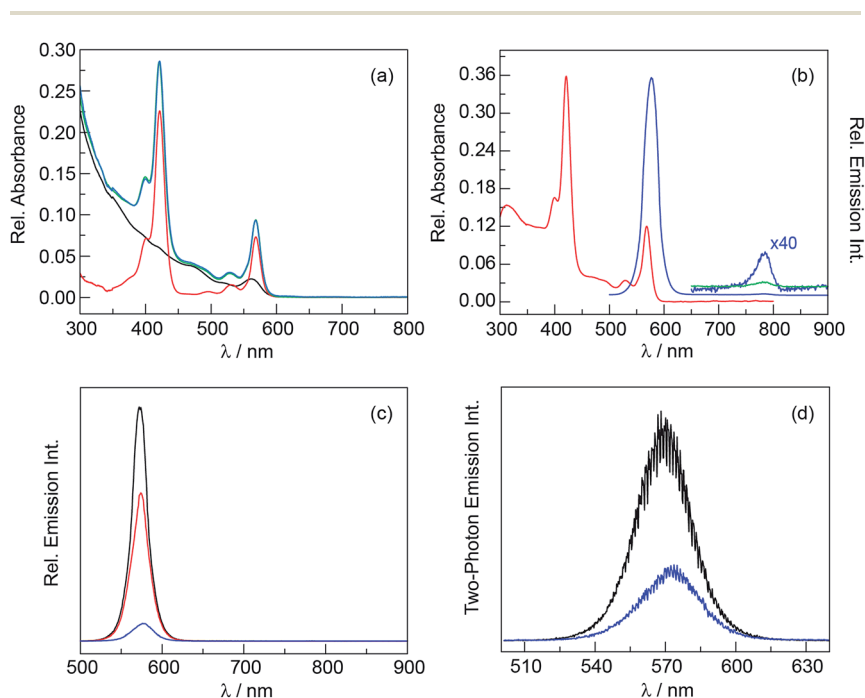 (a)
0.30
0.25
0.20
0.15
0.10
0.05
0.00
Rel. Absorbance
300 400 500 600 700 800
λ / nm
(b)
0.36
0.30
0.24
0.18
0.12
0.06
0.00
Rel. Absorbance
Rel. Emission Int.
x40
300 400 500 600 700 800 900
λ / nm
(c)
Rel. Emission Int.
500 600 700 800 900
λ / nm
(d)
Two-Photon Emission Int.
510 540 570 600 630
λ / nm